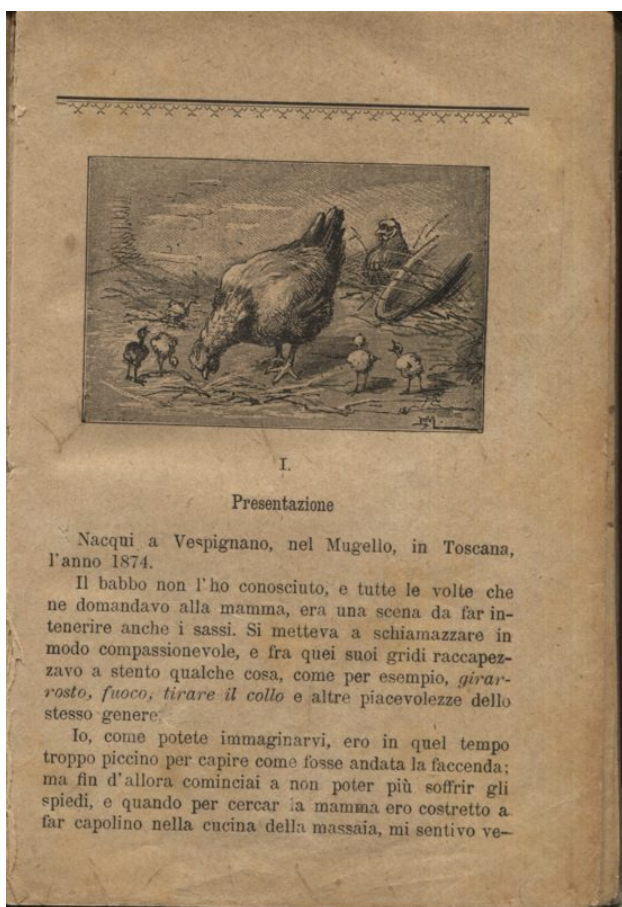 I.
Presentazione
Nacqui a Vespignano, nel Mugello, in Toscana,
l'anno 1874.
Il babbo non l'ho conosciuto, e tutte le volte che
ne domandavo alla mamma, era una scena da far in-
tenerire anche i sassi. Si metteva a schiamazzare in
modo compassionevole, e fra quei suoi gridi raccapez-
zavo a stento qualche cosa, come per esempio, girar-
rosto, fuoco, tirare il collo e altre piacevolezze dello
stesso genere.
Io, come potete immaginarvi, ero in quel tempo
troppo piccino per capire come fosse andata la faccenda;
ma fin d'allora cominciai a non poter più soffrir gli
spiedi, e quando per cercar la mamma ero costretto a
far capolino nella cucina della massaia, mi sentivo ve-